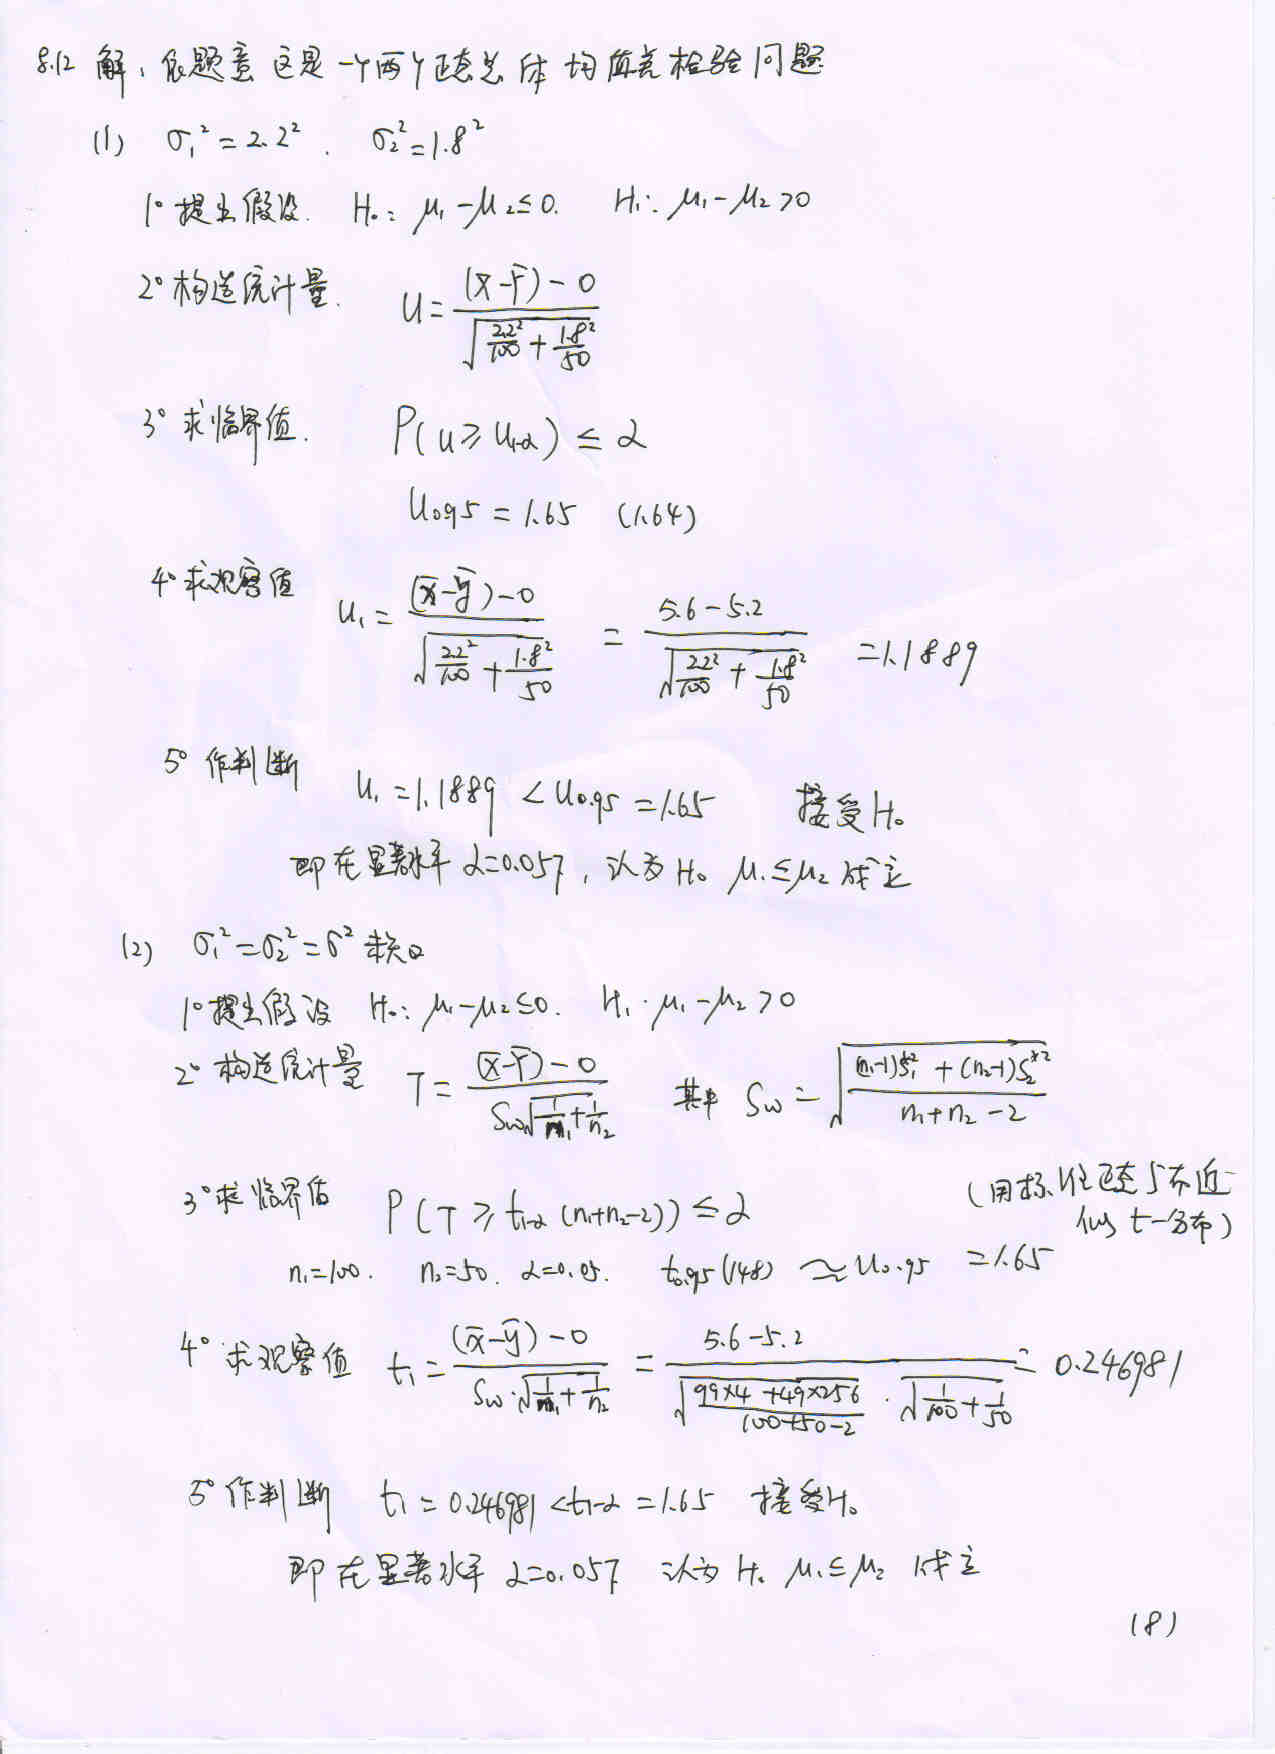 8.12 解: 依题意 这是一个两个正态总体均值差检验问题
(1) σ₁² = 2.2² . σ₂² = 1.8²
1° 提出假设. H₀: μ₁-μ₂≤0. H₁: μ₁-μ₂>0
2° 构造统计量. U = ((X̄-Ȳ)-0)/√(2.2²/100 + 1.8²/50)
3° 求临界值. P(U ≥ U₁₋α) ≤ α
U₀.₉₅ = 1.65 (1.64)
4° 求观察值 U₁ = ((x̄-ȳ)-0)/√(2.2²/100 + 1.8²/50) = (5.6-5.2)/√(2.2²/100 + 1.8²/50) = 1.1889
5° 作判断 U₁ = 1.1889 < U₀.₉₅ = 1.65 接受H₀
即在显著水平 α=0.05下, 认为 H₀ μ₁≤μ₂ 成立
(2) σ₁²=σ₂²=σ² 未知
1° 提出假设 H₀: μ₁-μ₂≤0. H₁: μ₁-μ₂>0
2° 构造统计量 T = ((X̄-Ȳ)-0)/(Sw√(1/n₁+1/n₂)) 其中 Sw = √(((n₁-1)S₁*²+(n₂-1)S₂*²)/(n₁+n₂-2))
3° 求临界值 P(T ≥ t₁₋α(n₁+n₂-2)) ≤ α (用标准正态分布近似t-分布)
n₁=100. n₂=50. α=0.05. t₀.₉₅(148) ≈ U₀.₉₅ = 1.65
4° 求观察值 t₁ = ((x̄-ȳ)-0)/(Sw·√(1/n₁+1/n₂)) = (5.6-5.2)/(√((99×4+49×256)/(100+50-2))·√(1/100+1/50)) = 0.246981
5° 作判断 t₁ = 0.246981 < t₁₋α = 1.65 接受H₀
即在显著水平 α=0.05下 认为 H₀ μ₁≤μ₂ 成立
(8)